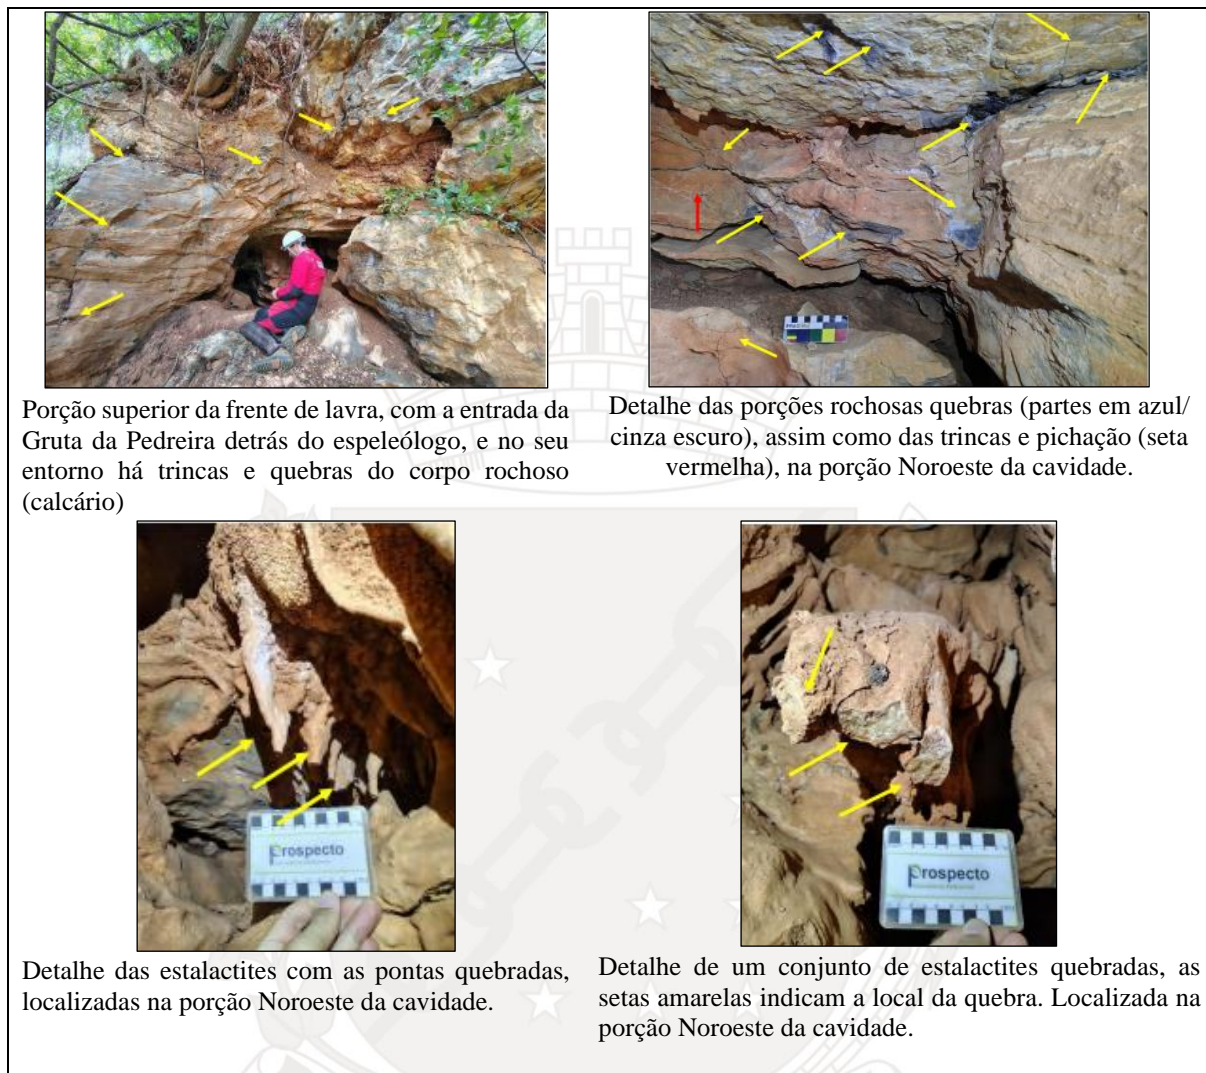 Porção superior da frente de lavra, com a entrada da
Gruta da Pedreira detrás do espeleólogo, e no seu
entorno há trincas e quebras do corpo rochoso
(calcário)
Detalhe das porções rochosas quebras (partes em azul/
cinza escuro), assim como das trincas e pichação (seta
vermelha), na porção Noroeste da cavidade.
Prospecto
Prospecto
Detalhe das estalactites com as pontas quebradas,
localizadas na porção Noroeste da cavidade.
Detalhe de um conjunto de estalactites quebradas, as
setas amarelas indicam a local da quebra. Localizada na
porção Noroeste da cavidade.